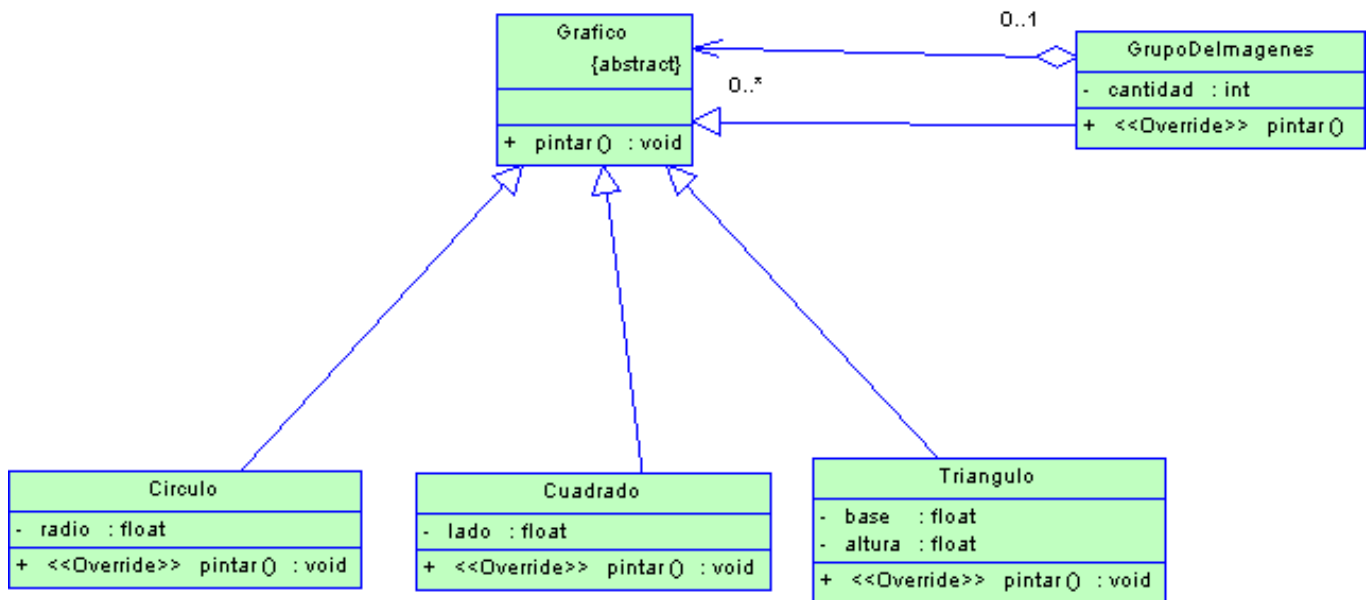 Grafico
{abstract}
+ pintar() : void
0..1
0..*
GrupoDeImagenes
- cantidad : int
+ <<Override>> pintar()
Circulo
- radio : float
+ <<Override>> pintar() : void
Cuadrado
- lado : float
+ <<Override>> pintar() : void
Triangulo
- base : float
- altura : float
+ <<Override>> pintar() : void